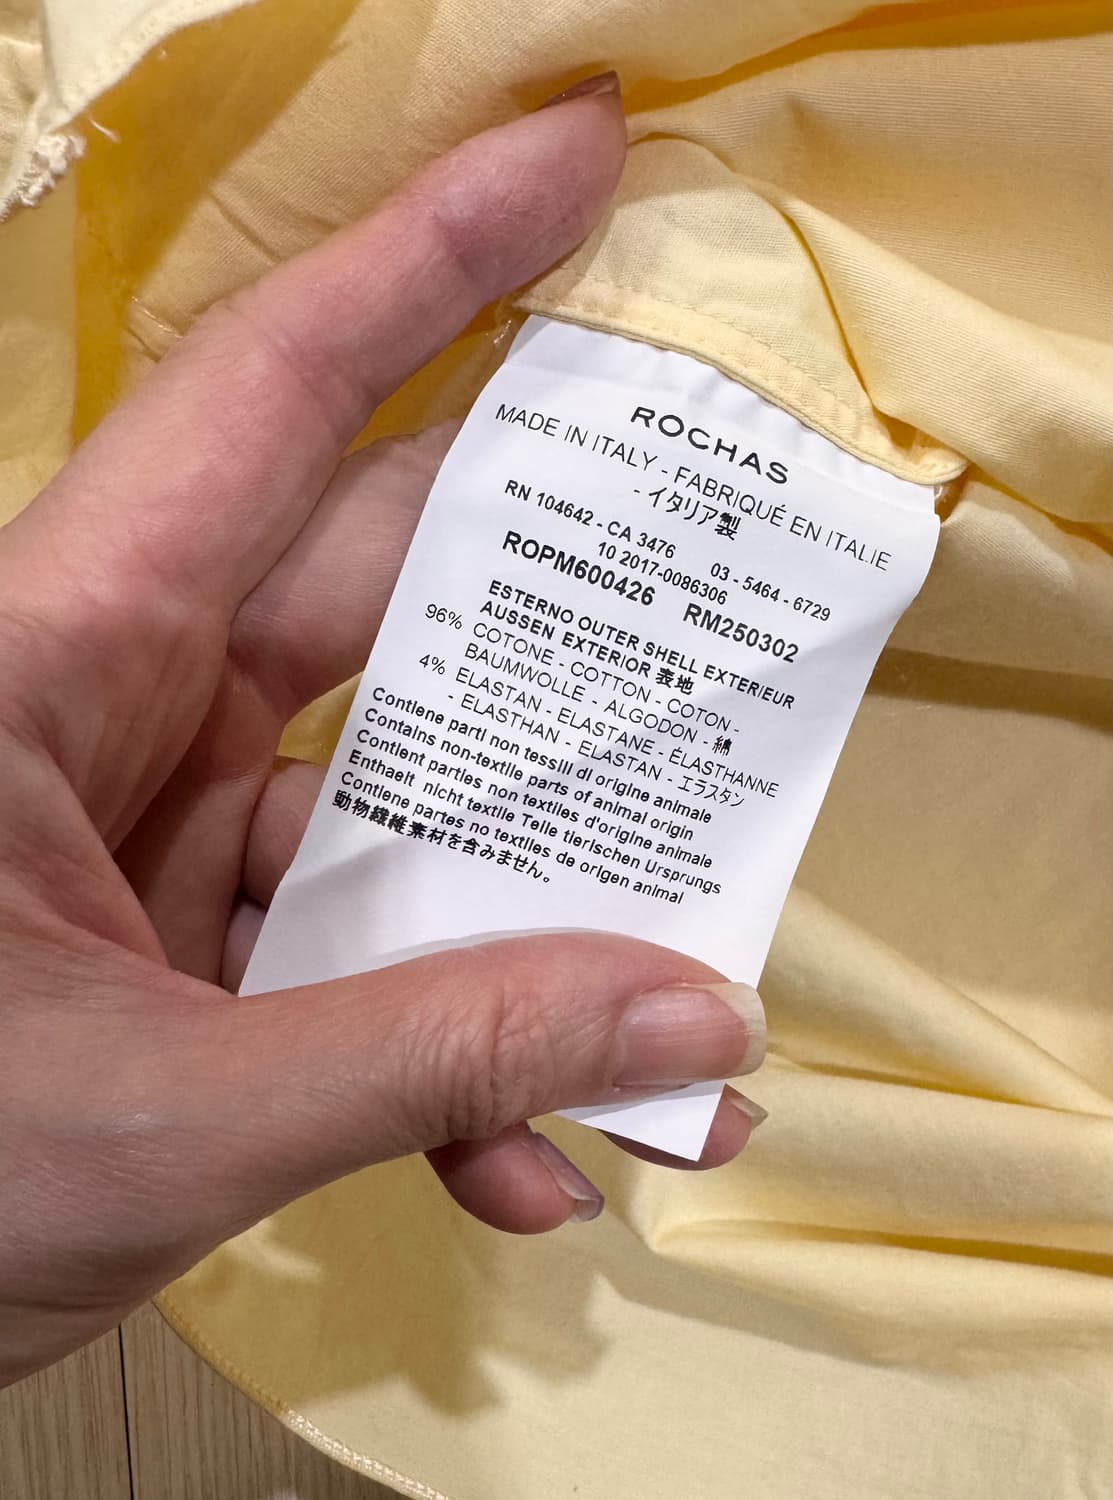 ROCHAS
MADE IN ITALY - FABRIQUÉ EN ITALIE
- イタリア製
RN 104642 - CA 3476 03 - 5464 - 6729
10 2017-0086306
ROPM600426 RM250302
ESTERNO OUTER SHELL EXTERIEUR
AUSSEN EXTERIOR 表地
96% COTONE - COTTON - COTON -
BAUMWOLLE - ALGODON - 綿
4% ELASTAN - ELASTANE - ÉLASTHANNE
- ELASTHAN - ELASTAN - エラスタン
Contiene parti non tessili di origine animale
Contains non-textile parts of animal origin
Contient parties non textiles d'origine animale
Enthaelt nicht textile Teile tierischen Ursprungs
Contiene partes no textiles de origen animal
動物繊維素材を含みません。